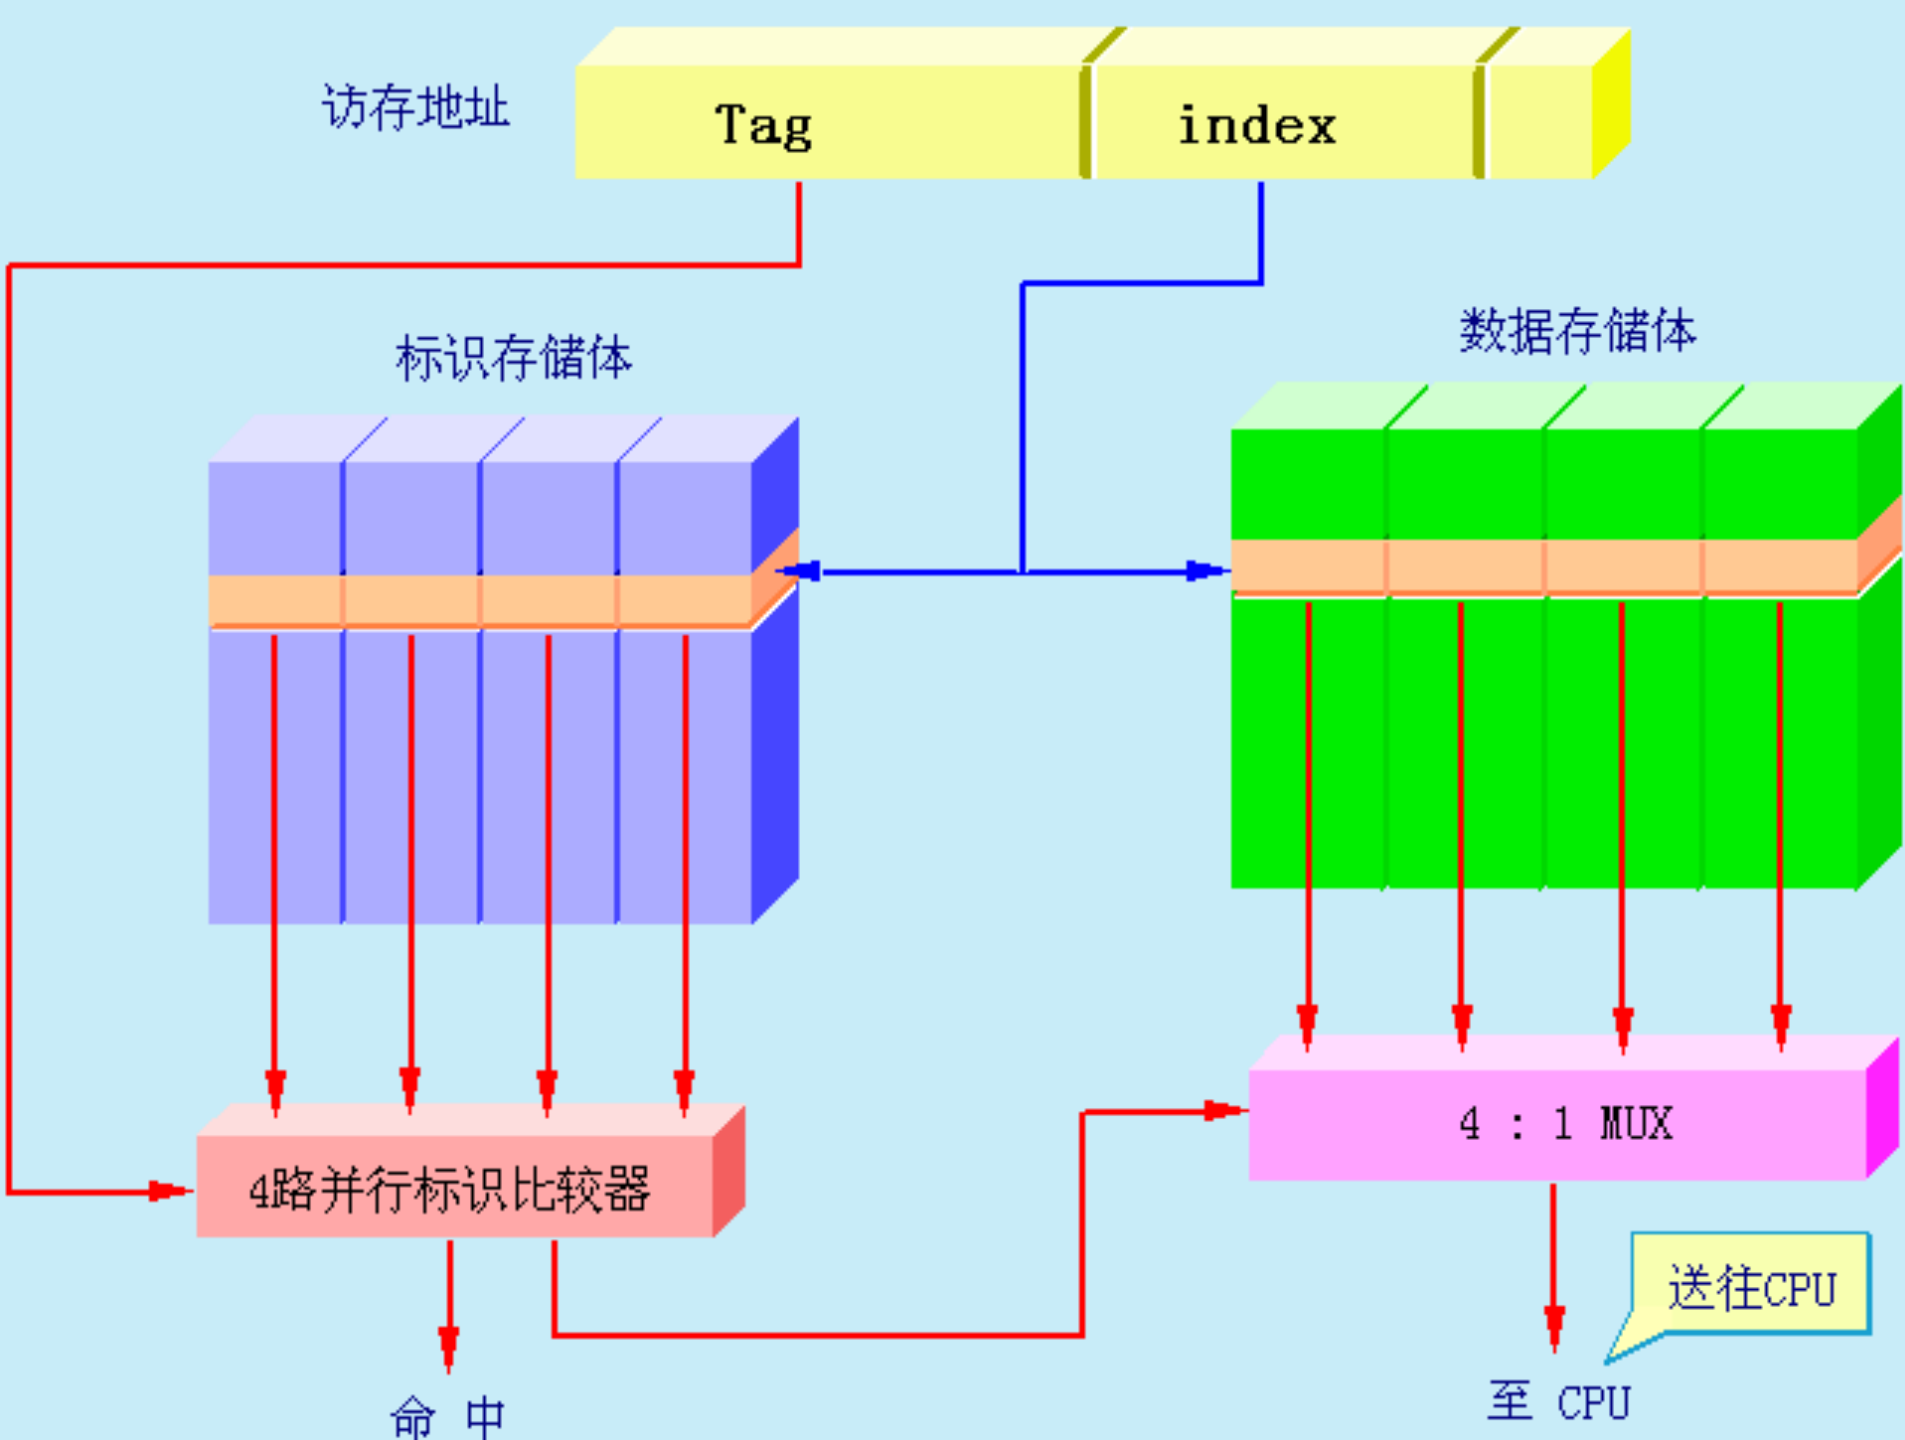 访存地址
Tag
index
数据存储体
标识存储体
4 : 1 MUX
4路并行标识比较器
送往CPU
至 CPU
命 中